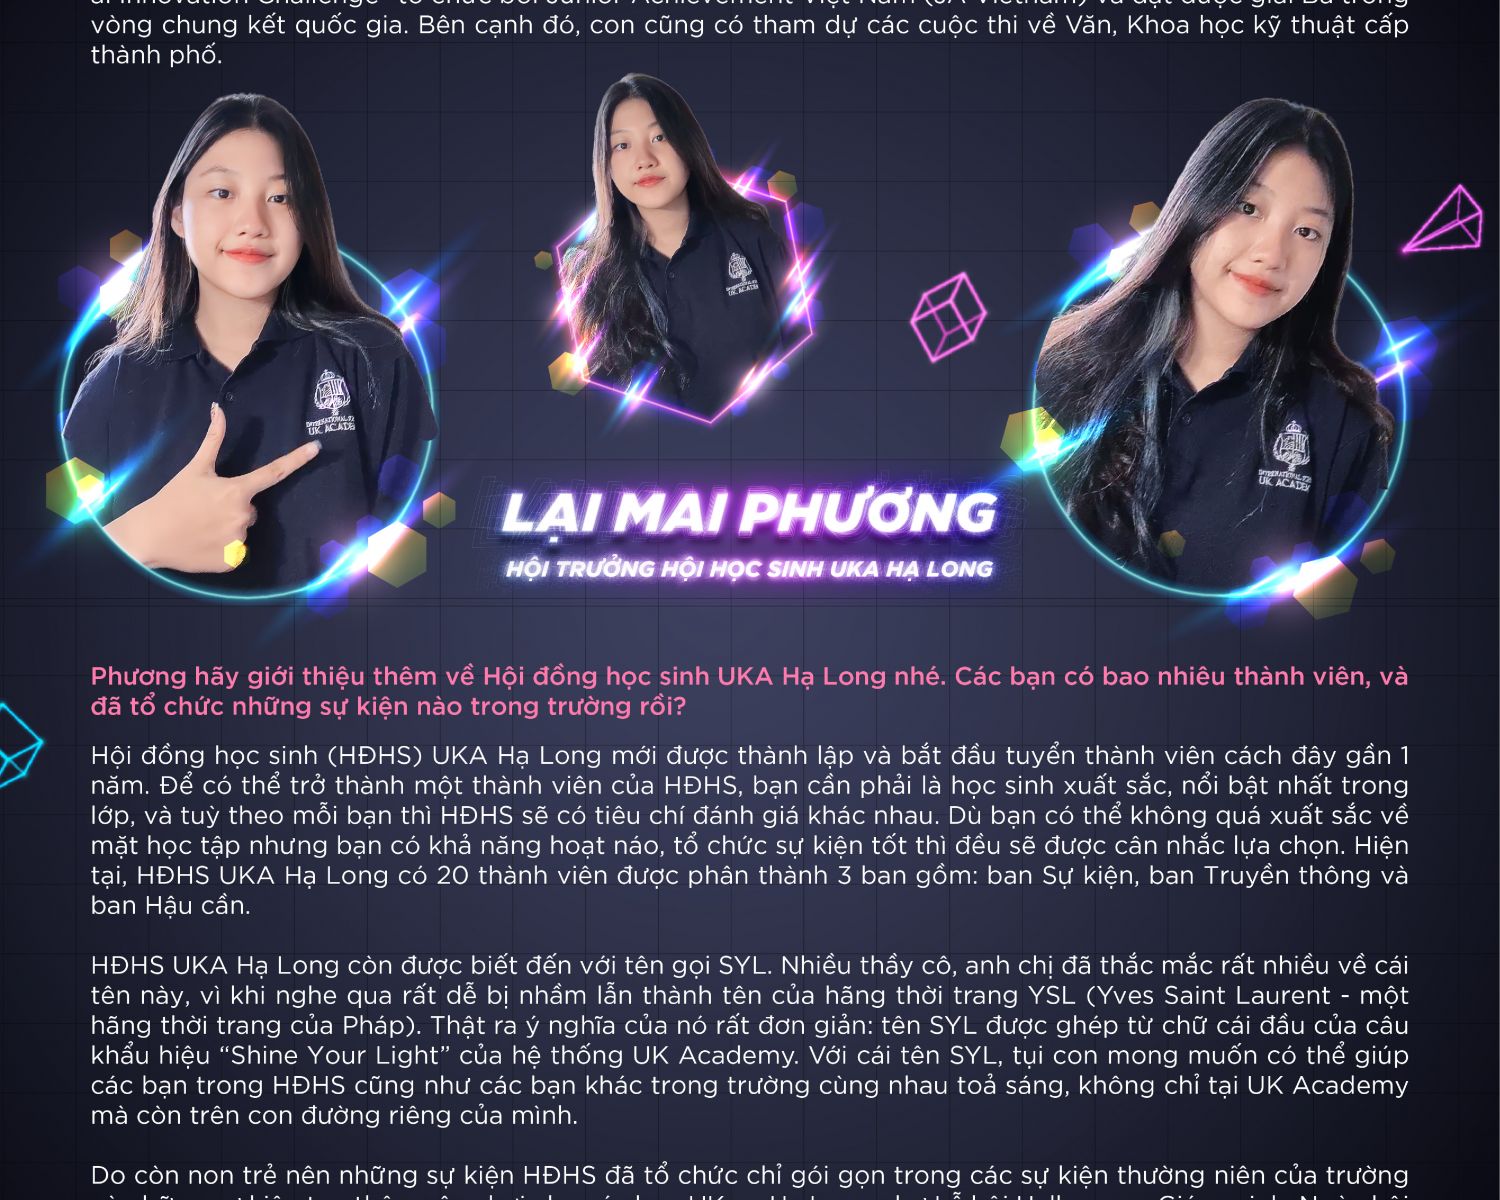 vòng chung kết quốc gia. Bên cạnh đó, con cũng có tham dự các cuộc thi về Văn, Khoa học kỹ thuật cấp
thành phố.
UK ACADE
UK ACADE
UK ACADE
LẠI MAI PHƯƠNG
HỘI TRƯỞNG HỘI HỌC SINH UKA HẠ LONG
Phương hãy giới thiệu thêm về Hội đồng học sinh UKA Hạ Long nhé. Các bạn có bao nhiêu thành viên, và
đã tổ chức những sự kiện nào trong trường rồi?
Hội đồng học sinh (HĐHS) UKA Hạ Long mới được thành lập và bắt đầu tuyển thành viên cách đây gần 1
năm. Để có thể trở thành một thành viên của HĐHS, bạn cần phải là học sinh xuất sắc, nổi bật nhất trong
lớp, và tuỳ theo mỗi bạn thì HĐHS sẽ có tiêu chí đánh giá khác nhau. Dù bạn có thể không quá xuất sắc về
mặt học tập nhưng bạn có khả năng hoạt náo, tổ chức sự kiện tốt thì đều sẽ được cân nhắc lựa chọn. Hiện
tại, HĐHS UKA Hạ Long có 20 thành viên được phân thành 3 ban gồm: ban Sự kiện, ban Truyền thông và
ban Hậu cần.
HĐHS UKA Hạ Long còn được biết đến với tên gọi SYL. Nhiều thầy cô, anh chị đã thắc mắc rất nhiều về cái
tên này, vì khi nghe qua rất dễ bị nhầm lẫn thành tên của hãng thời trang YSL (Yves Saint Laurent - một
hãng thời trang của Pháp). Thật ra ý nghĩa của nó rất đơn giản: tên SYL được ghép từ chữ cái đầu của câu
khẩu hiệu “Shine Your Light” của hệ thống UK Academy. Với cái tên SYL, tụi con mong muốn có thể giúp
các bạn trong HĐHS cũng như các bạn khác trong trường cùng nhau toả sáng, không chỉ tại UK Academy
mà còn trên con đường riêng của mình.
Do còn non trẻ nên những sự kiện HĐHS đã tổ chức chỉ gói gọn trong các sự kiện thường niên của trường